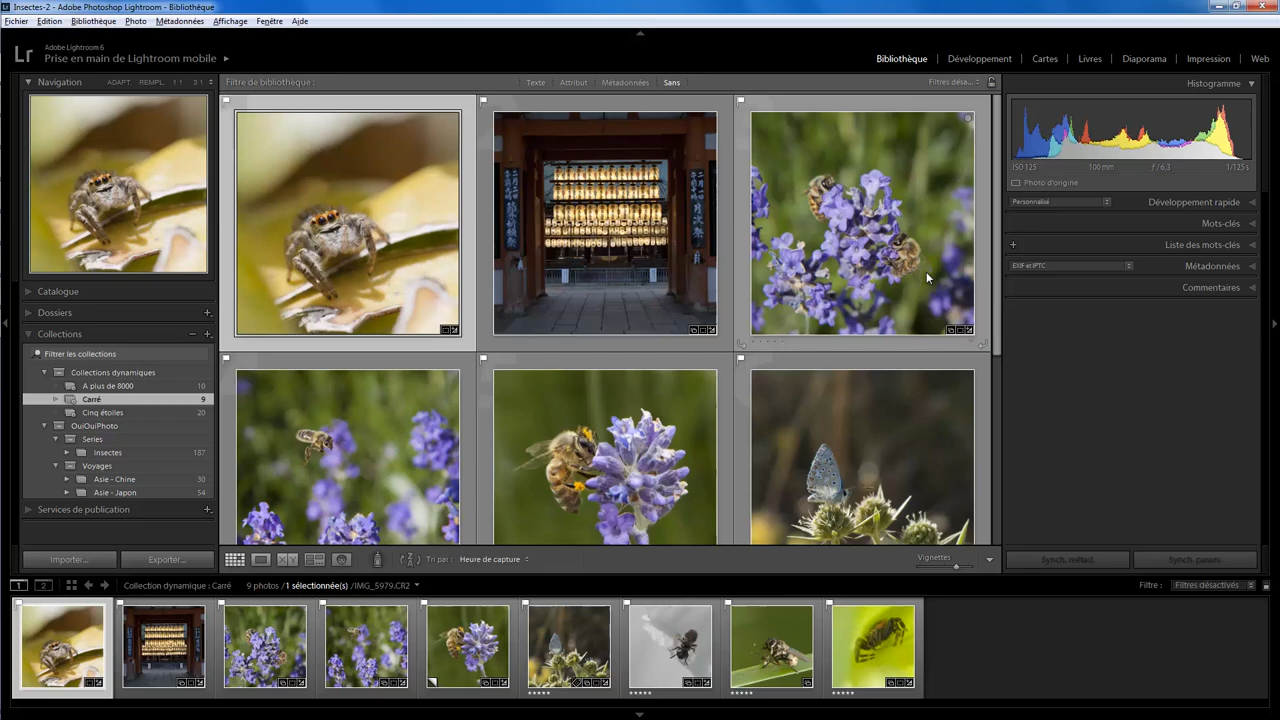 Insectes-2 - Adobe Photoshop Lightroom - Bibliothèque
Fichier Edition Bibliothèque Photo Métadonnées Affichage Fenêtre Aide
Lr Adobe Lightroom 6
Prise en main de Lightroom mobile
Bibliothèque Développement Cartes Livres Diaporama Impression Web
Navigation ADAPT. REMPL. 1:1 3:1
Filtre de bibliothèque : Texte Attribut Métadonnées Sans Filtres désa...
Histogramme
ISO 125 100 mm ƒ / 6,3 1/125s
Photo d'origine
Personnalisé Développement rapide
Mots-clés
+ Liste des mots-clés
EXIF et IPTC Métadonnées
Commentaires
Catalogue
Dossiers
Collections
Filtrer les collections
Collections dynamiques
A plus de 8000 10
Carré 9
Cinq étoiles 20
OuiOuiPhoto
Series
Insectes 187
Voyages
Asie - Chine 30
Asie - Japon 54
Services de publication
Importer... Exporter...
Tri par : Heure de capture
Vignettes
Synch. métad. Synch. param.
1 2 Collection dynamique : Carré 9 photos / 1 sélectionnée(s) / IMG_5979.CR2
Filtre : Filtres désactivés